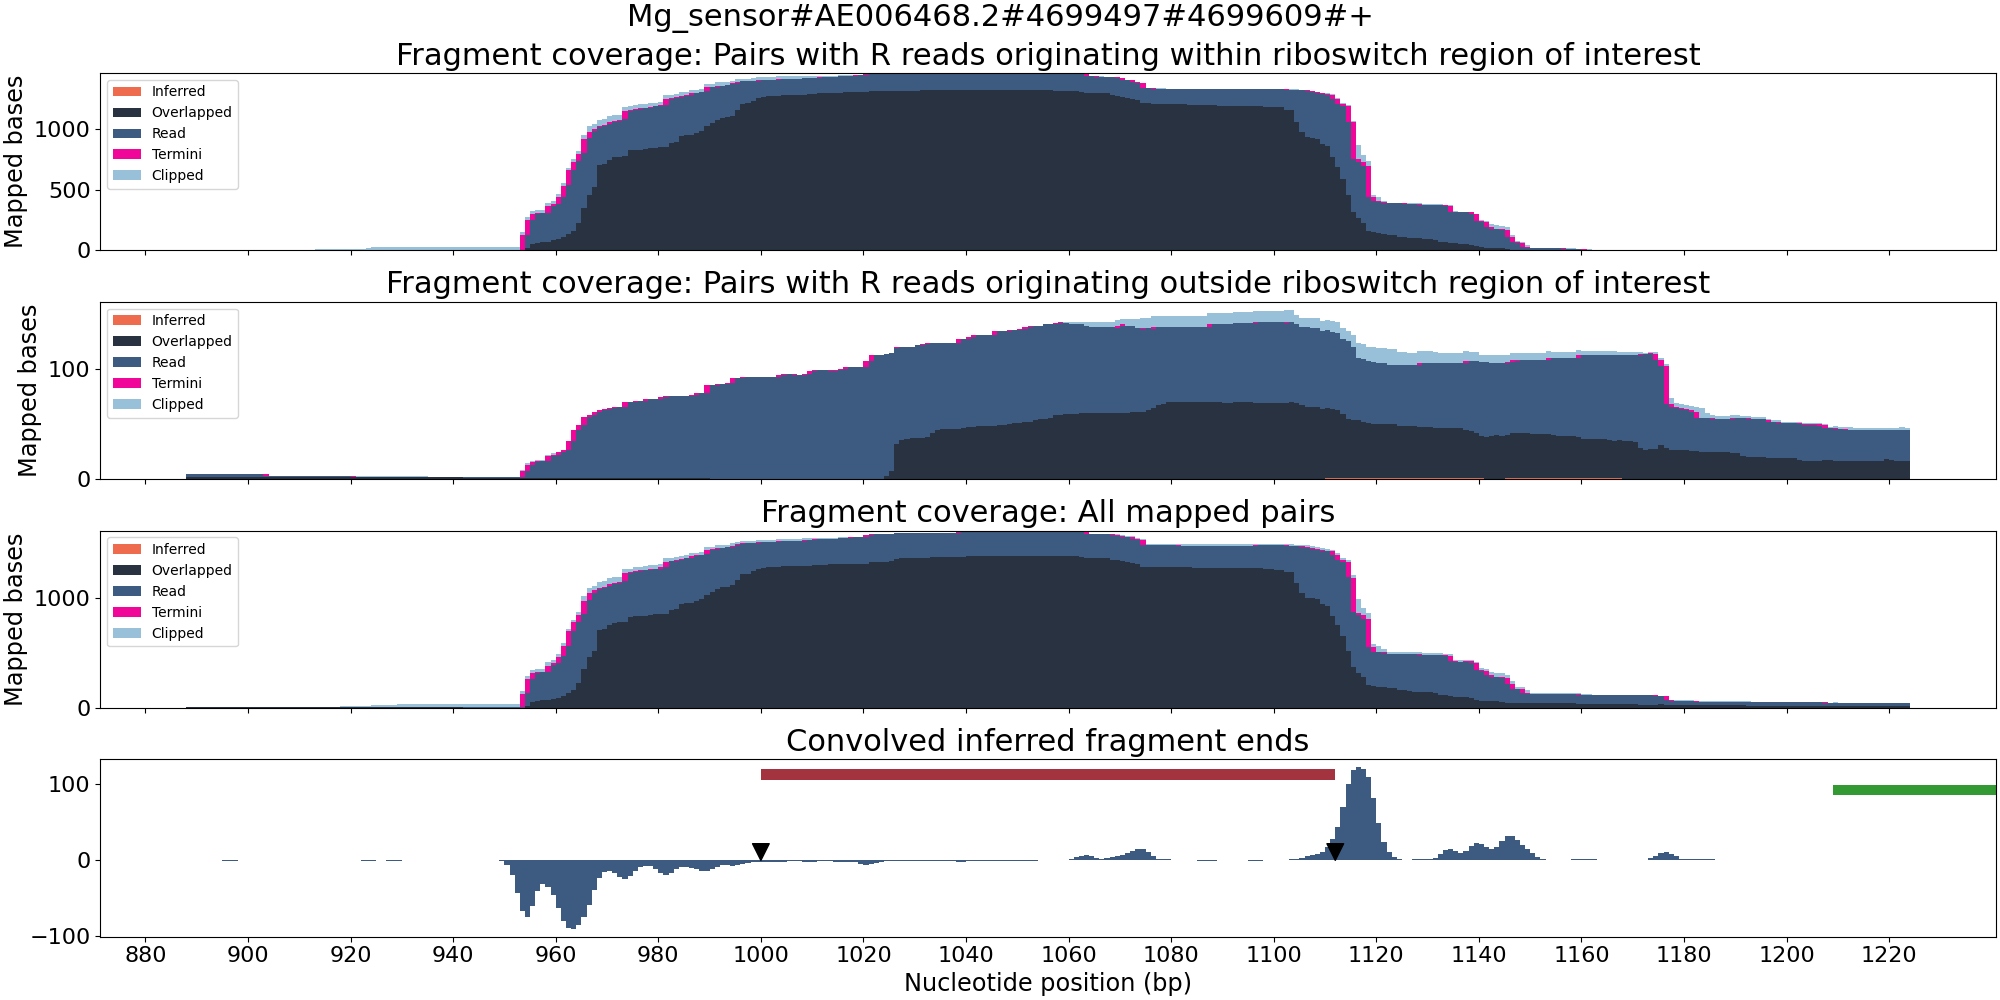 Mg_sensor#AE006468.2#4699497#4699609#+
Fragment coverage: Pairs with R reads originating within riboswitch region of interest
Mapped bases
1000
500
0
Inferred
Overlapped
Read
Termini
Clipped
Fragment coverage: Pairs with R reads originating outside riboswitch region of interest
Mapped bases
100
0
Inferred
Overlapped
Read
Termini
Clipped
Fragment coverage: All mapped pairs
Mapped bases
1000
0
Inferred
Overlapped
Read
Termini
Clipped
Convolved inferred fragment ends
100
0
−100
880 900 920 940 960 980 1000 1020 1040 1060 1080 1100 1120 1140 1160 1180 1200 1220
Nucleotide position (bp)